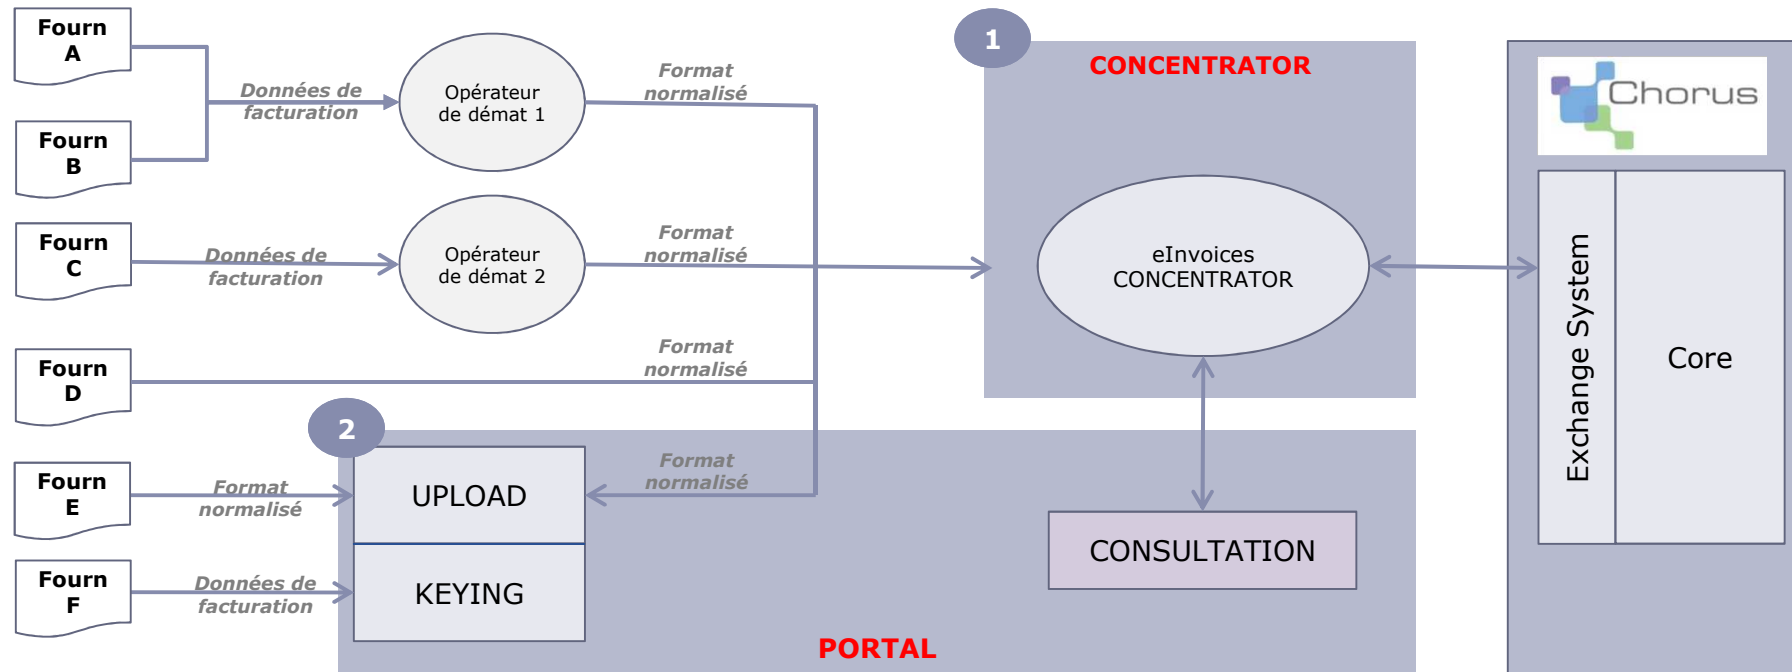 Fourn
A
Fourn
B
Fourn
C
Fourn
D
Fourn
E
Fourn
F
Données de
facturation
Données de
facturation
Format
normalisé
Données de
facturation
Opérateur
de démat 1
Opérateur
de démat 2
Format
normalisé
Format
normalisé
Format
normalisé
Format
normalisé
2
UPLOAD
KEYING
PORTAL
1
CONCENTRATOR
eInvoices
CONCENTRATOR
CONSULTATION
Chorus
Exchange System
Core